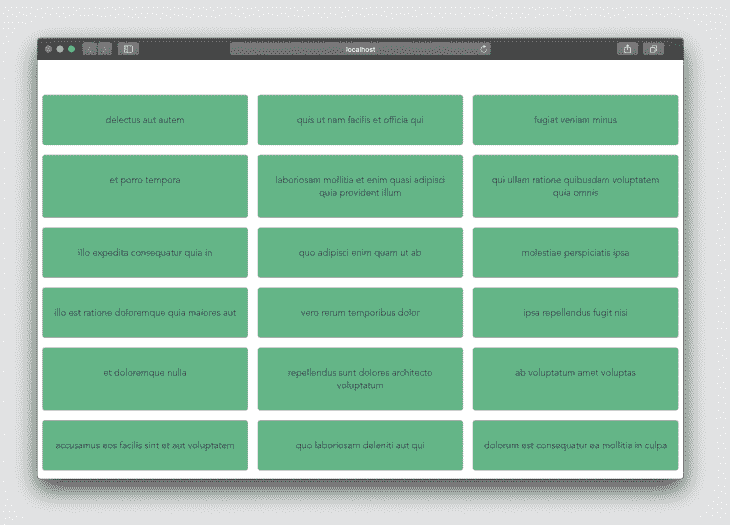 localhost
delectus aut autem
quis ut nam facilis et officia qui
fugiat veniam minus
et porro tempora
laboriosam mollitia et enim quasi adipisci
quia provident illum
qui ullam ratione quibusdam voluptatem
quia omnis
illo expedita consequatur quia in
quo adipisci enim quam ut ab
molestiae perspiciatis ipsa
illo est ratione doloremque quia maiores aut
vero rerum temporibus dolor
ipsa repellendus fugit nisi
et doloremque nulla
repellendus sunt dolores architecto
voluptatum
ab voluptatum amet voluptas
accusamus eos facilis sint et aut voluptatem
quo laboriosam deleniti aut qui
dolorum est consequatur ea mollitia in culpa